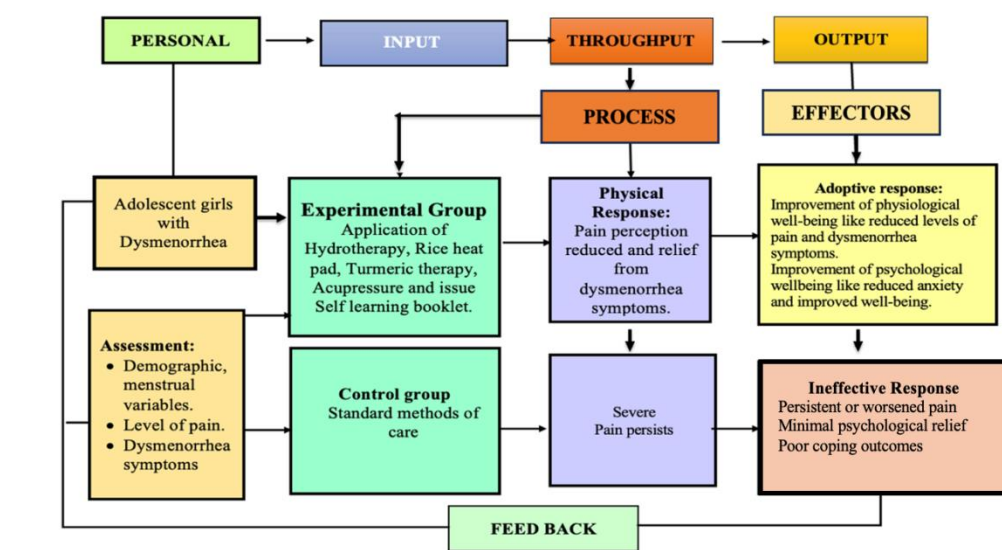 PERSONAL
INPUT
THROUGHPUT
OUTPUT
PROCESS
EFFECTORS
Adolescent girls
with
Dysmenorrhea
Experimental Group
Application of
Hydrotherapy, Rice heat
pad, Turmeric therapy,
Acupressure and issue
Self learning booklet.
Physical
Response:
Pain perception
reduced and relief
from
dysmenorrhea
symptoms.
Adoptive response:
Improvement of physiological
well-being like reduced levels of
pain and dysmenorrhea
symptoms.
Improvement of psychological
wellbeing like reduced anxiety
and improved well-being.
Assessment:
• Demographic,
menstrual
variables.
• Level of pain.
• Dysmenorrhea
symptoms
Control group
Standard methods of
care
Severe
Pain persists
Ineffective Response
Persistent or worsened pain
Minimal psychological relief
Poor coping outcomes
FEED BACK